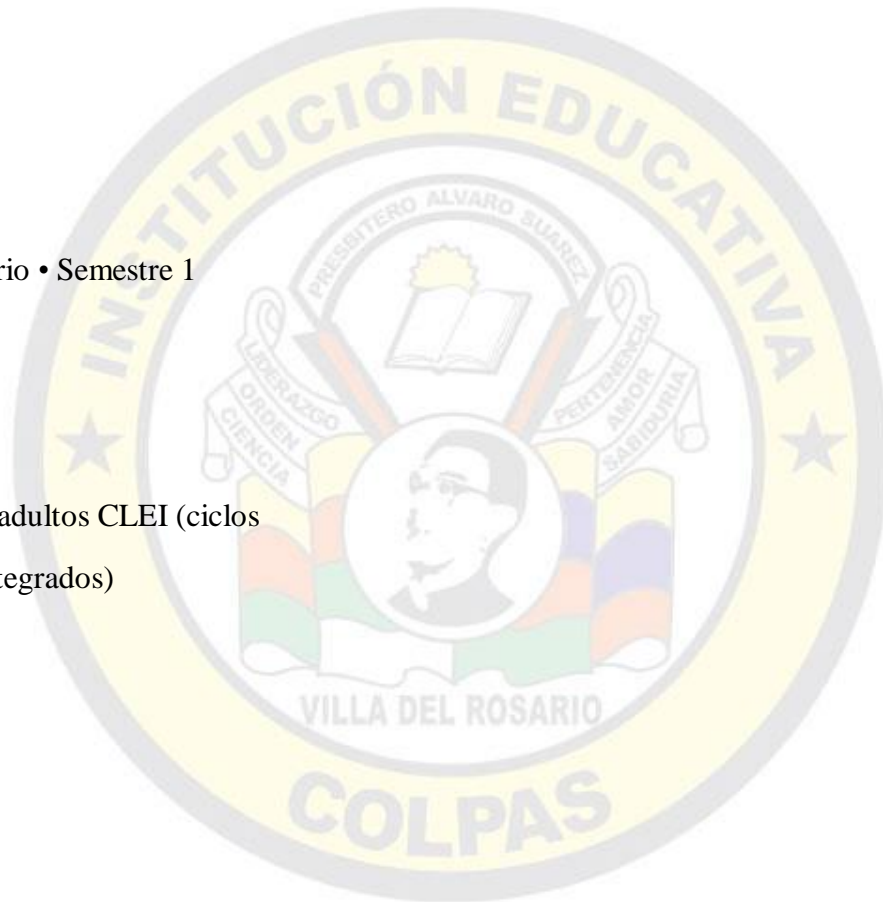 INSTITUCIÓN EDUCATIVA
PRESBITERO ALVARO SUAREZ
rio • Semestre 1
LIDERAZGO
ORDEN
CIENCIA
PERTENENCIA
AMOR
SABIDURIA
adultos CLEI (ciclos
tegrados)
VILLA DEL ROSARIO
COLPAS